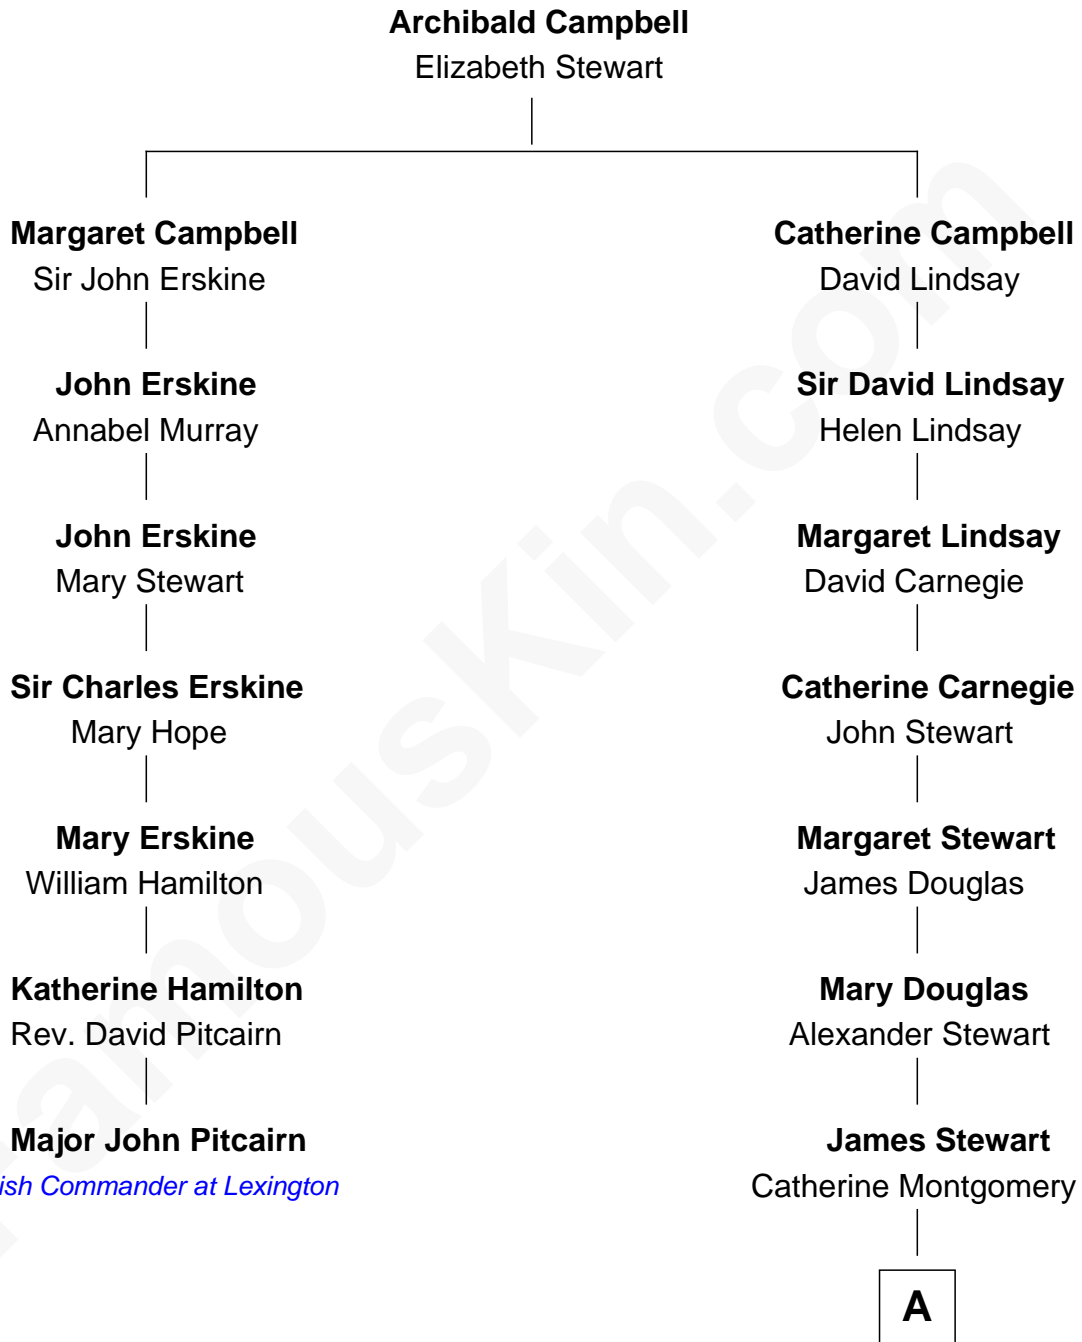 Archibald Campbell
Elizabeth Stewart
Margaret Campbell
Sir John Erskine
John Erskine
Annabel Murray
John Erskine
Mary Stewart
Sir Charles Erskine
Mary Hope
Mary Erskine
William Hamilton
Katherine Hamilton
Rev. David Pitcairn
Major John Pitcairn
ish Commander at Lexington
Catherine Campbell
David Lindsay
Sir David Lindsay
Helen Lindsay
Margaret Lindsay
David Carnegie
Catherine Carnegie
John Stewart
Margaret Stewart
James Douglas
Mary Douglas
Alexander Stewart
James Stewart
Catherine Montgomery
A
FamousKin.com